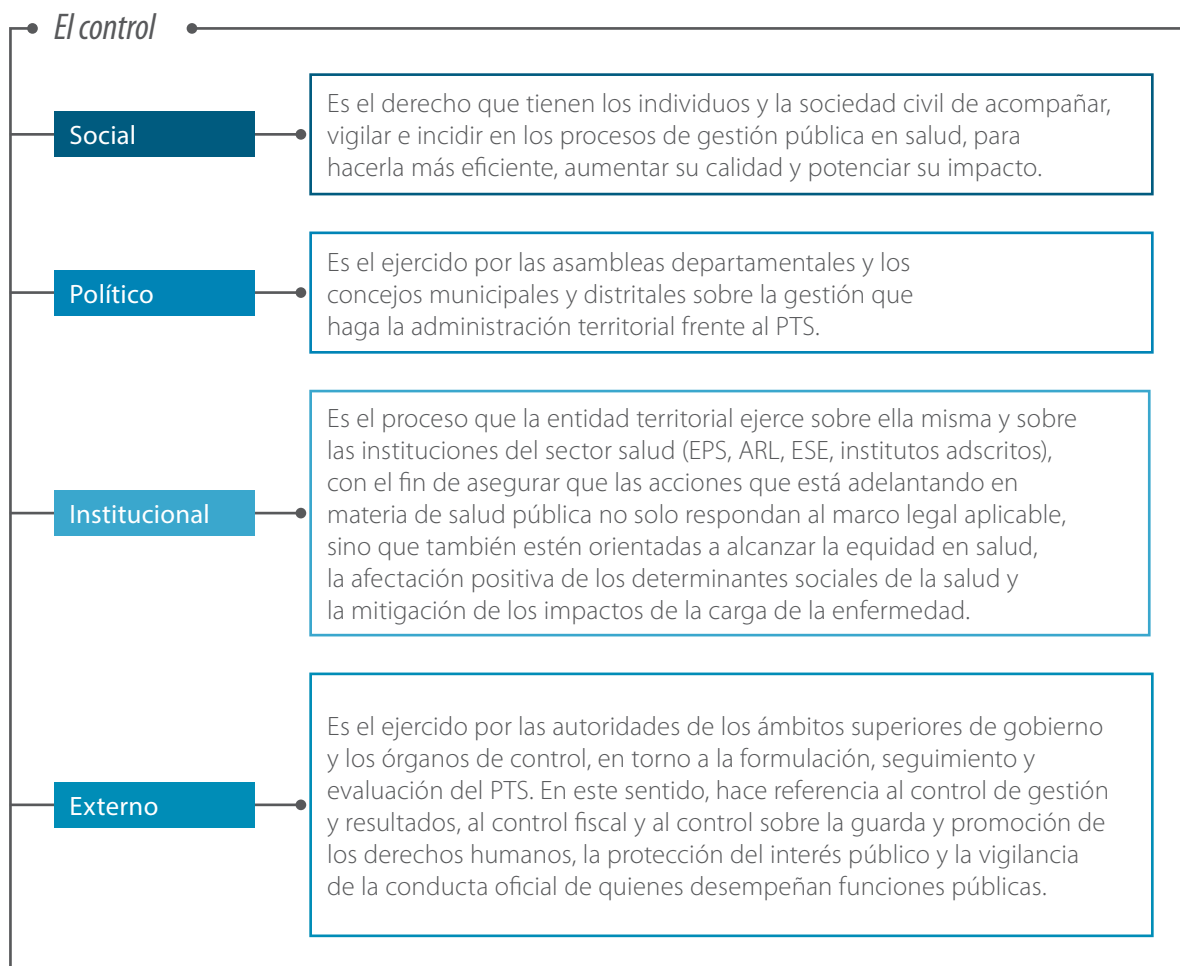 El control
Social
Es el derecho que tienen los individuos y la sociedad civil de acompañar,
vigilar e incidir en los procesos de gestión pública en salud, para
hacerla más eficiente, aumentar su calidad y potenciar su impacto.
Político
Es el ejercido por las asambleas departamentales y los
concejos municipales y distritales sobre la gestión que
haga la administración territorial frente al PTS.
Institucional
Es el proceso que la entidad territorial ejerce sobre ella misma y sobre
las instituciones del sector salud (EPS, ARL, ESE, institutos adscritos),
con el fin de asegurar que las acciones que está adelantando en
materia de salud pública no solo respondan al marco legal aplicable,
sino que también estén orientadas a alcanzar la equidad en salud,
la afectación positiva de los determinantes sociales de la salud y
la mitigación de los impactos de la carga de la enfermedad.
Externo
Es el ejercido por las autoridades de los ámbitos superiores de gobierno
y los órganos de control, en torno a la formulación, seguimiento y
evaluación del PTS. En este sentido, hace referencia al control de gestión
y resultados, al control fiscal y al control sobre la guarda y promoción de
los derechos humanos, la protección del interés público y la vigilancia
de la conducta oficial de quienes desempeñan funciones públicas.